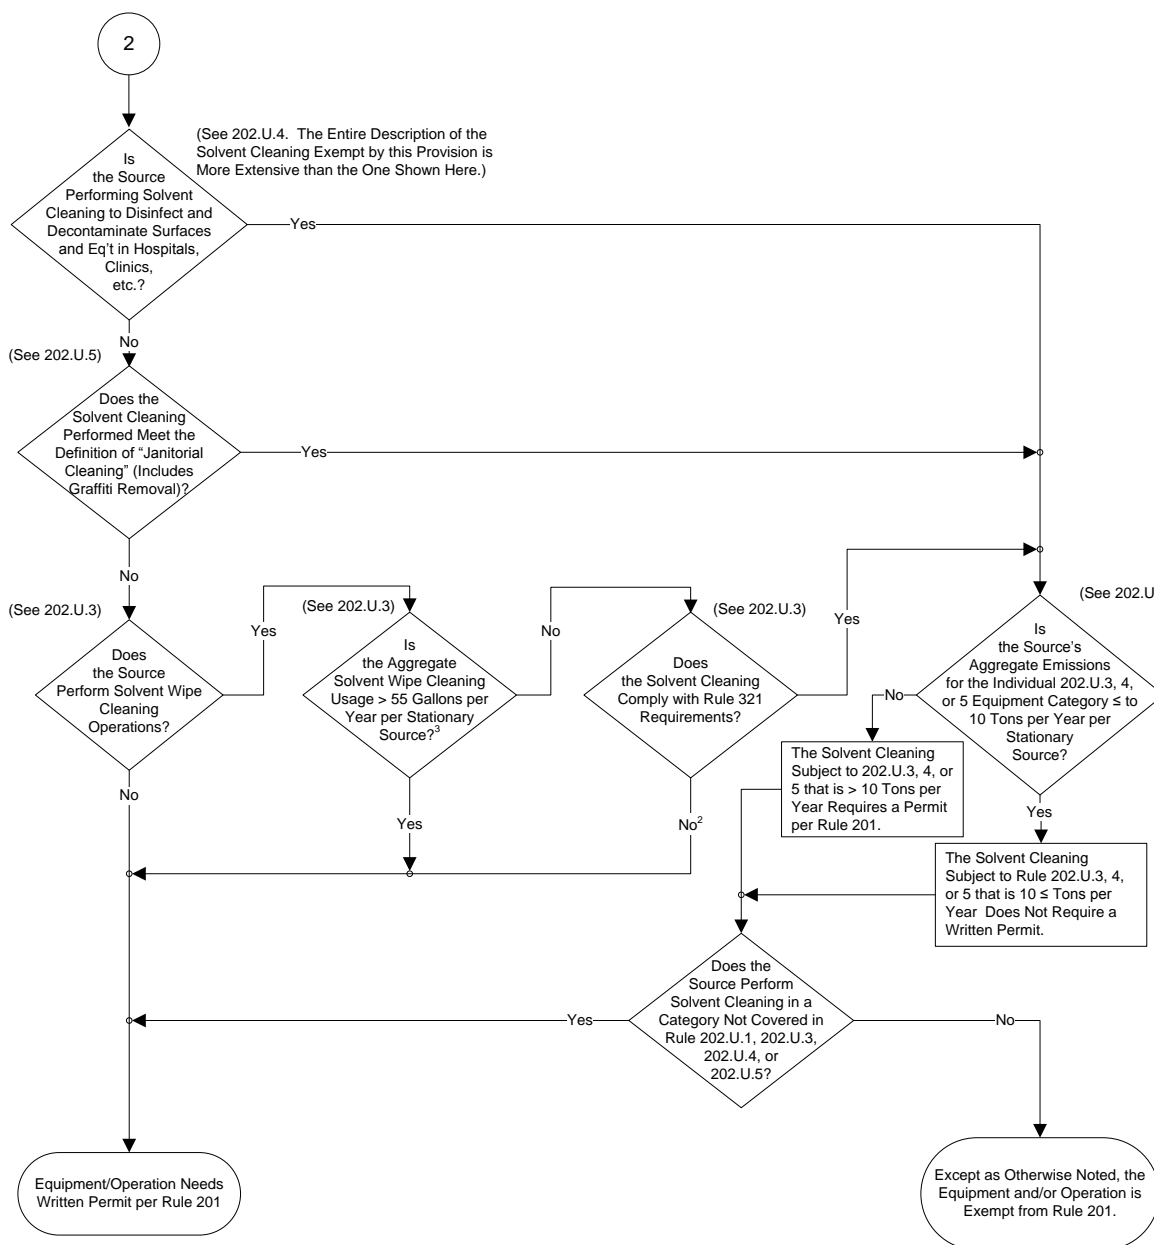 2
(See 202.U.4.  The Entire Description of the
Solvent Cleaning Exempt by this Provision is
More Extensive than the One Shown Here.)
Is
the Source
Performing Solvent
Cleaning to Disinfect and
Decontaminate Surfaces
and Eq't in Hospitals,
Clinics,
etc.?
Yes
No
(See 202.U.5)
Does the
Solvent Cleaning
Performed Meet the
Definition of “Janitorial
Cleaning” (Includes
Graffiti Removal)?
Yes
No
(See 202.U.3)
Does
the Source
Perform Solvent Wipe
Cleaning
Operations?
Yes
No
(See 202.U.3)
Is
the Aggregate
Solvent Wipe Cleaning
Usage > 55 Gallons per
Year per Stationary
Source?³
No
Yes
(See 202.U.3)
Does
the Solvent Cleaning
Comply with Rule 321
Requirements?
Yes
No²
(See 202.U
Is
the Source's
Aggregate Emissions
for the Individual 202.U.3, 4,
or 5 Equipment Category ≤ to
10 Tons per Year per
Stationary
Source?
No
Yes
The Solvent Cleaning
Subject to 202.U.3, 4, or
5 that is > 10 Tons per
Year Requires a Permit
per Rule 201.
The Solvent Cleaning
Subject to Rule 202.U.3, 4,
or 5 that is 10 ≤ Tons per
Year  Does Not Require a
Written Permit.
Does the
Source Perform
Solvent Cleaning in a
Category Not Covered in
Rule 202.U.1, 202.U.3,
202.U.4, or
202.U.5?
Yes
No
Equipment/Operation Needs
Written Permit per Rule 201
Except as Otherwise Noted, the
Equipment and/or Operation is
Exempt from Rule 201.